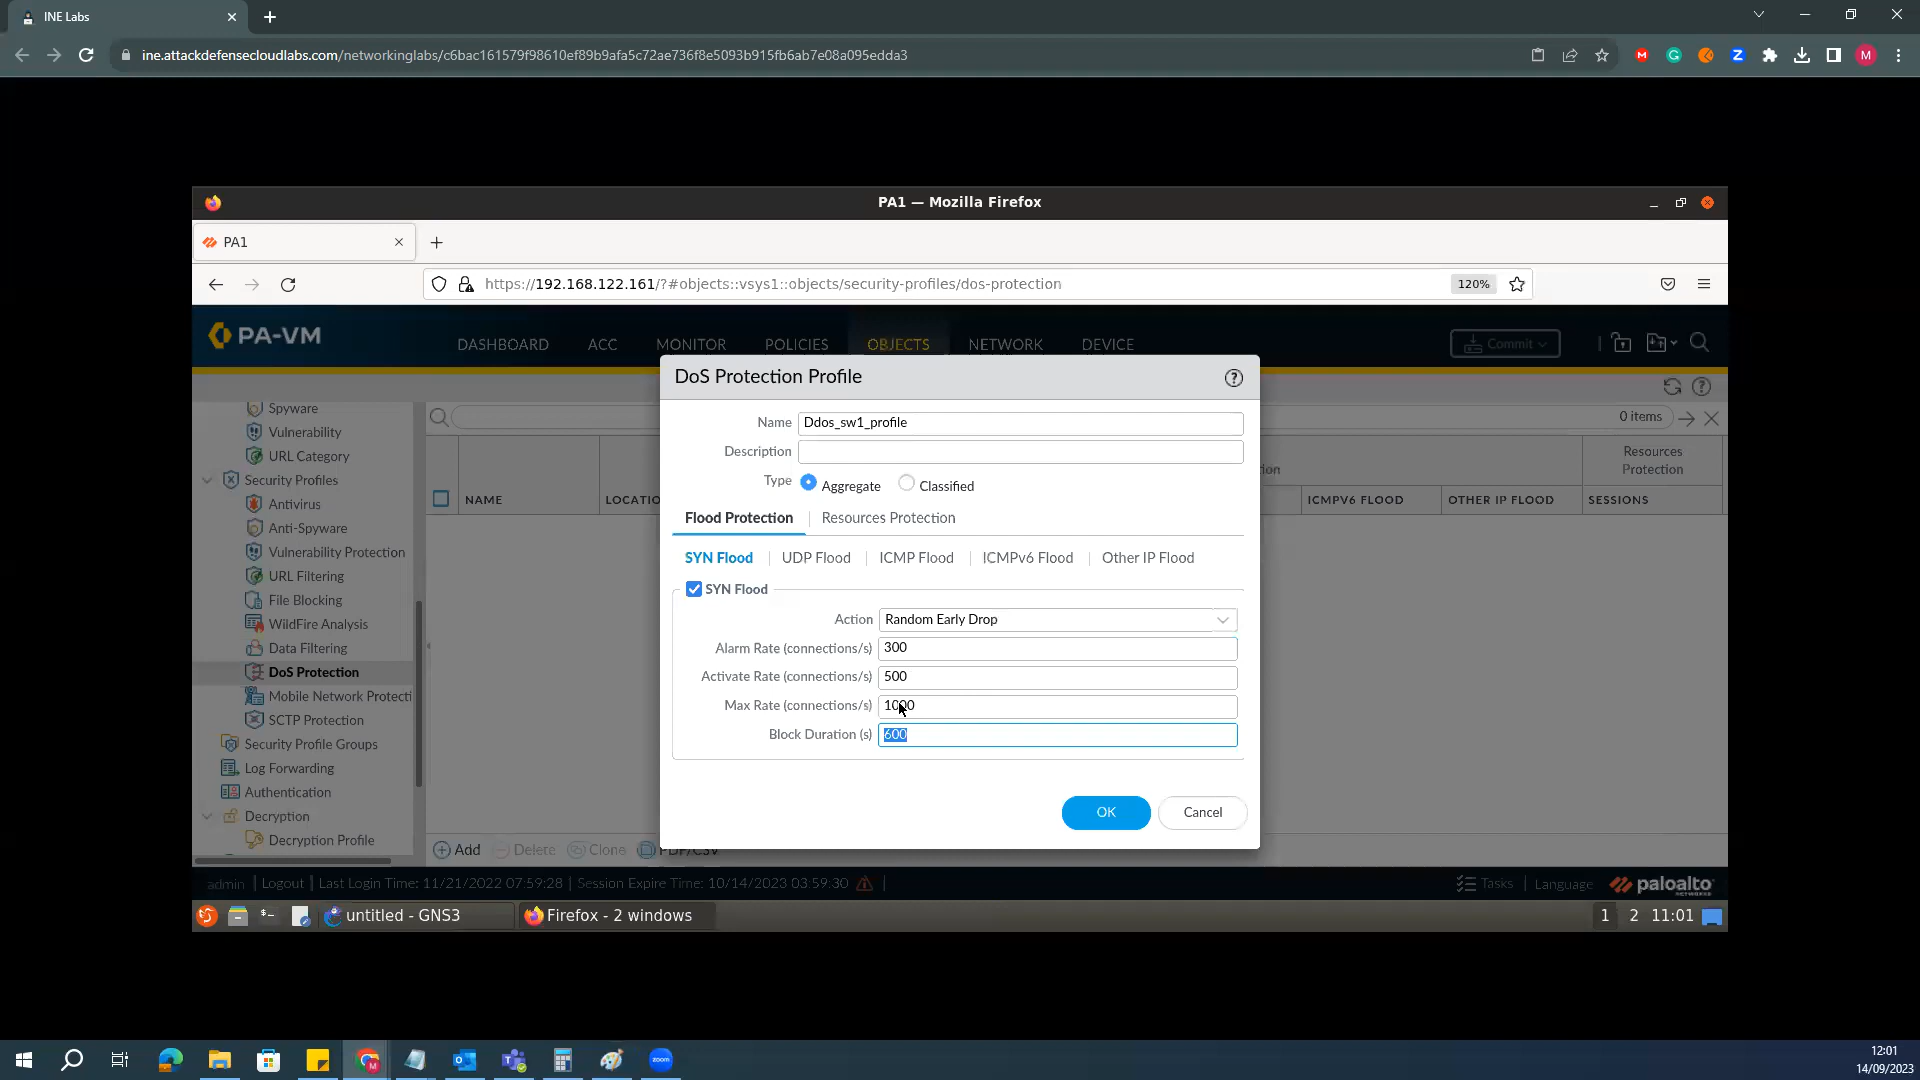 INE Labs
ine.attackdefensecloudlabs.com/networkinglabs/c6bac161579f98610ef89b9afa5c72ae736f8e5093b915fb6ab7e08a095edda3
PA1 — Mozilla Firefox
PA1
https://192.168.122.161/?#objects::vsys1::objects/security-profiles/dos-protection
120%
PA-VM
DASHBOARD
ACC
MONITOR
POLICIES
OBJECTS
NETWORK
DEVICE
Commit
0 items
Spyware
Vulnerability
URL Category
Security Profiles
Antivirus
Anti-Spyware
Vulnerability Protection
URL Filtering
File Blocking
WildFire Analysis
Data Filtering
DoS Protection
Mobile Network Protecti
SCTP Protection
Security Profile Groups
Log Forwarding
Authentication
Decryption
Decryption Profile
NAME
LOCATIO
ion
Resources
Protection
ICMPV6 FLOOD
OTHER IP FLOOD
SESSIONS
DoS Protection Profile
Name Ddos_sw1_profile
Description
Type Aggregate Classified
Flood Protection
Resources Protection
SYN Flood
UDP Flood
ICMP Flood
ICMPv6 Flood
Other IP Flood
SYN Flood
Action Random Early Drop
Alarm Rate (connections/s) 300
Activate Rate (connections/s) 500
Max Rate (connections/s) 1000
Block Duration (s) 600
OK
Cancel
Add
Delete
Clone
PDF/CSV
admin | Logout | Last Login Time: 11/21/2022 07:59:28 | Session Expire Time: 10/14/2023 03:59:30
Tasks | Language
paloalto
NETWORKS
untitled - GNS3
Firefox - 2 windows
1 2 11:01
zoom
12:01
14/09/2023